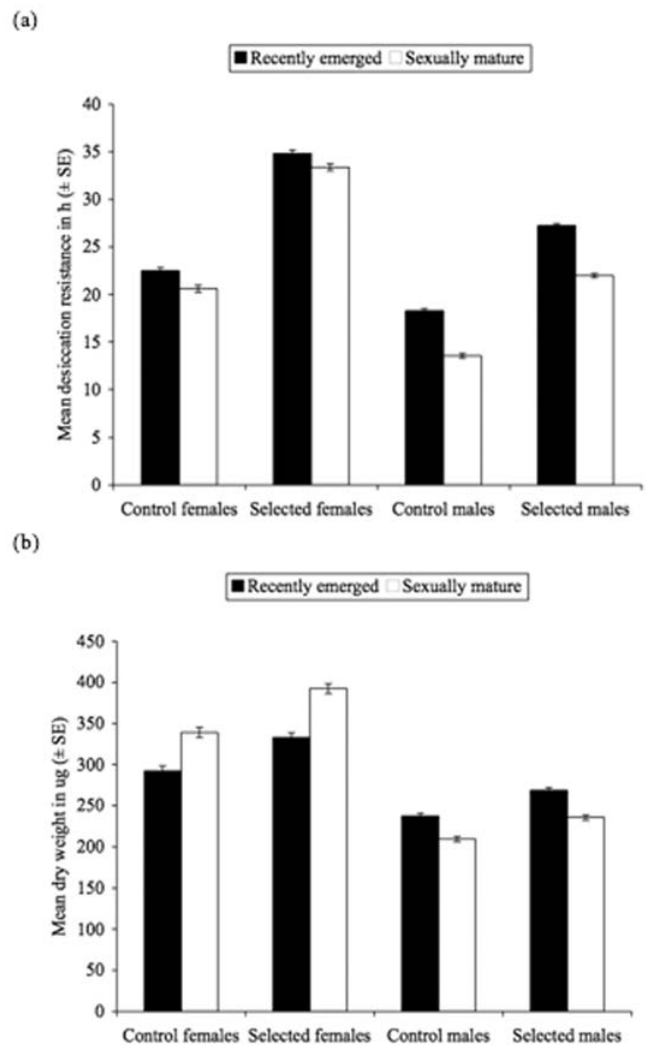 (a)
Recently emerged Sexually mature
Mean desiccation resistance in h (± SE)
40
35
30
25
20
15
10
5
0
Control females Selected females Control males Selected males
(b)
Recently emerged Sexually mature
Mean dry weight in ug (± SE)
450
400
350
300
250
200
150
100
50
0
Control females Selected females Control males Selected males